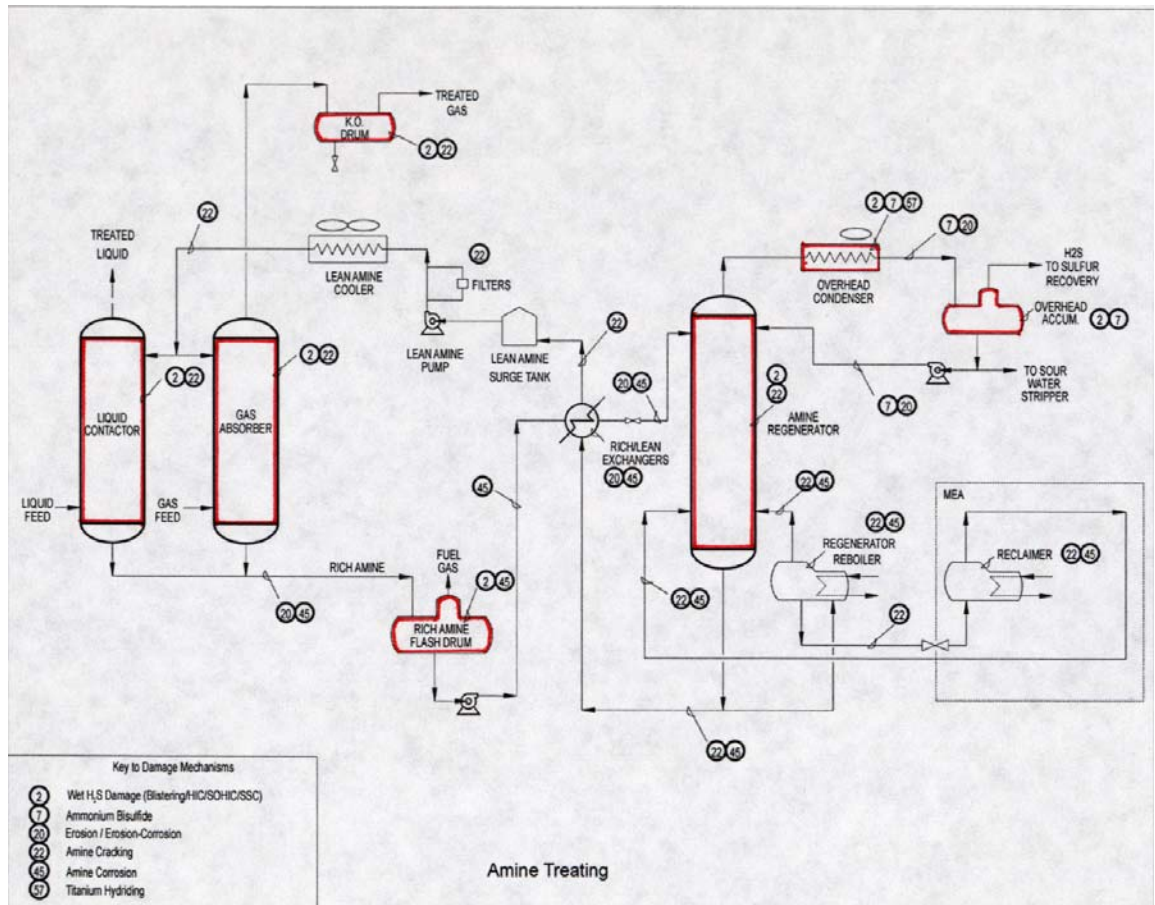 TREATED
GAS
K.O.
DRUM
2 22
22
TREATED
LIQUID
LEAN AMINE
COOLER
22
FILTERS
LEAN AMINE
PUMP
LEAN AMINE
SURGE TANK
22
2 7 57
7 20
OVERHEAD
CONDENSER
H2S
TO SULFUR
RECOVERY
OVERHEAD
ACCUM.
2 7
TO SOUR
WATER
STRIPPER
7 20
2 22
2 22
LIQUID
CONTACTOR
GAS
ABSORBER
20 45
RICH/LEAN
EXCHANGERS
20 45
2
22
AMINE
REGENERATOR
45
LIQUID
FEED
GAS
FEED
22 45
22 45
REGENERATOR
REBOILER
MEA
RECLAIMER
22 45
RICH AMINE
20 45
FUEL
GAS
2 45
RICH AMINE
FLASH DRUM
22 45
22
22 45
Key to Damage Mechanisms
2 Wet H2S Damage (Blistering/HIC/SOHIC/SSC)
7 Ammonium Bisulfide
20 Erosion / Erosion-Corrosion
22 Amine Cracking
45 Amine Corrosion
57 Titanium Hydriding
Amine Treating